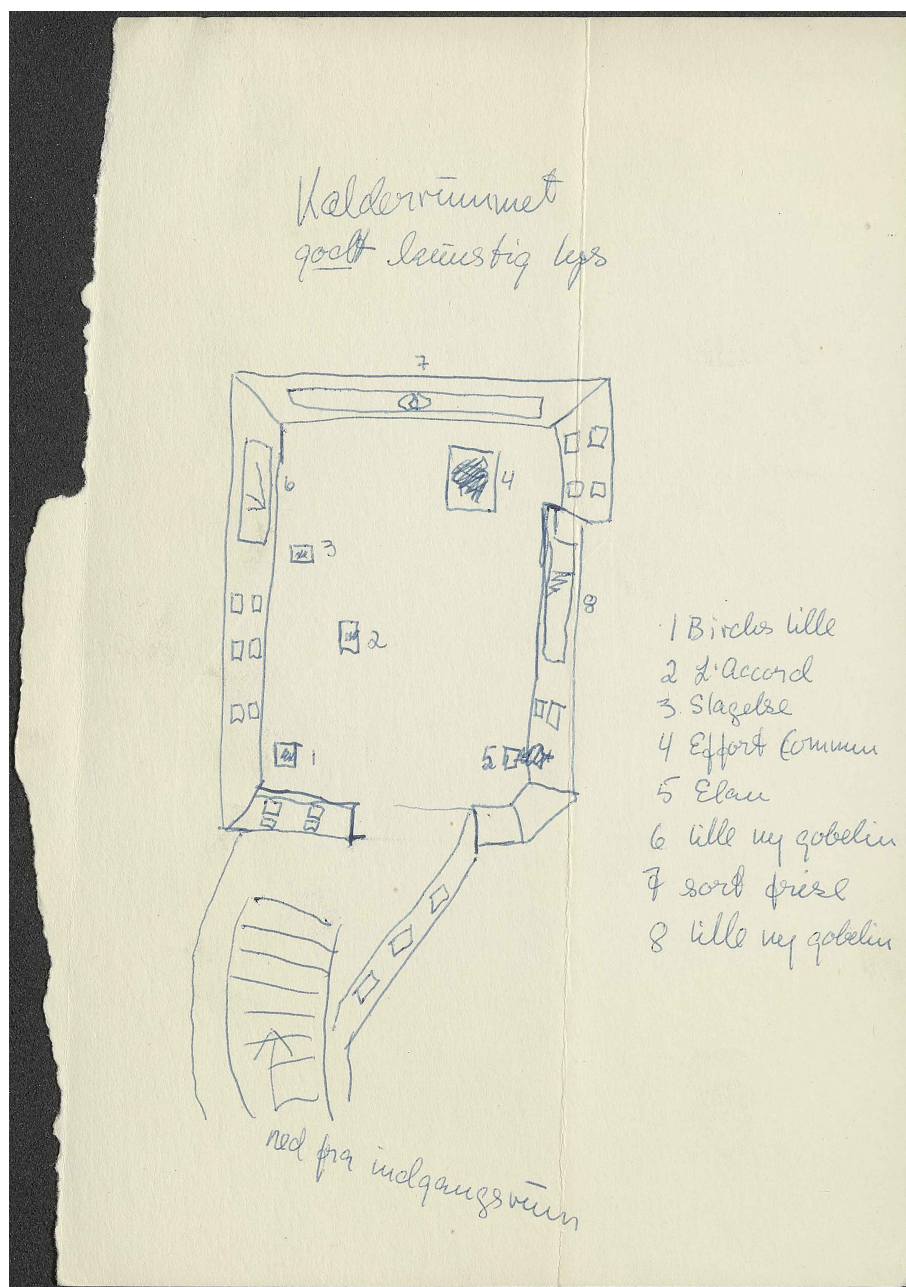 Kælderrummet
godt kunstig lys
7
6
4
3
8
2
1
5
1 Birchs lille
2 L'Accord
3. Slagelse
4 Effort Commun
5 Elan
6 lille ny gobelin
7 sort frise
8 lille ny gobelin
ned fra indgangsrum